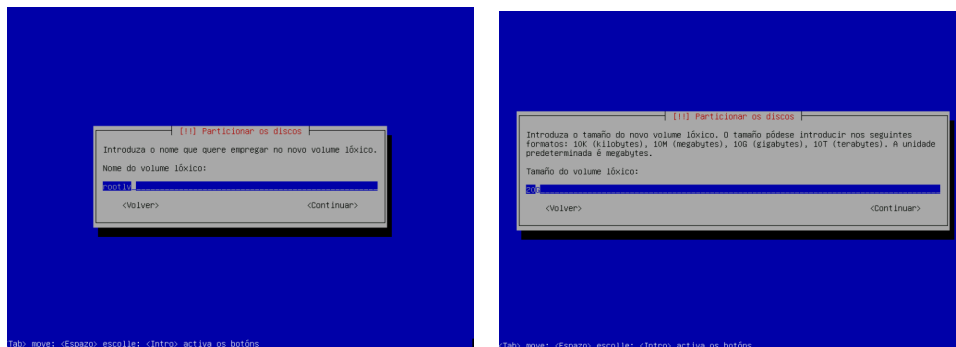 [!!] Particionar os discos
Introduza o nome que quere empregar no novo volume lóxico.
Nome do volume lóxico:
rootlv
<Volver> <Continuar>
Tab> move; <Espazo> escolle; <Intro> activa os botóns
[!!] Particionar os discos
Introduza o tamaño do novo volume lóxico. O tamaño pódese introducir nos seguintes
formatos: 10K (kilobytes), 10M (megabytes), 10G (gigabytes), 10T (terabytes). A unidade
predeterminada é megabytes.
Tamaño do volume lóxico:
20G
<Volver> <Continuar>
<Tab> move; <Espazo> escolle; <Intro> activa os botóns